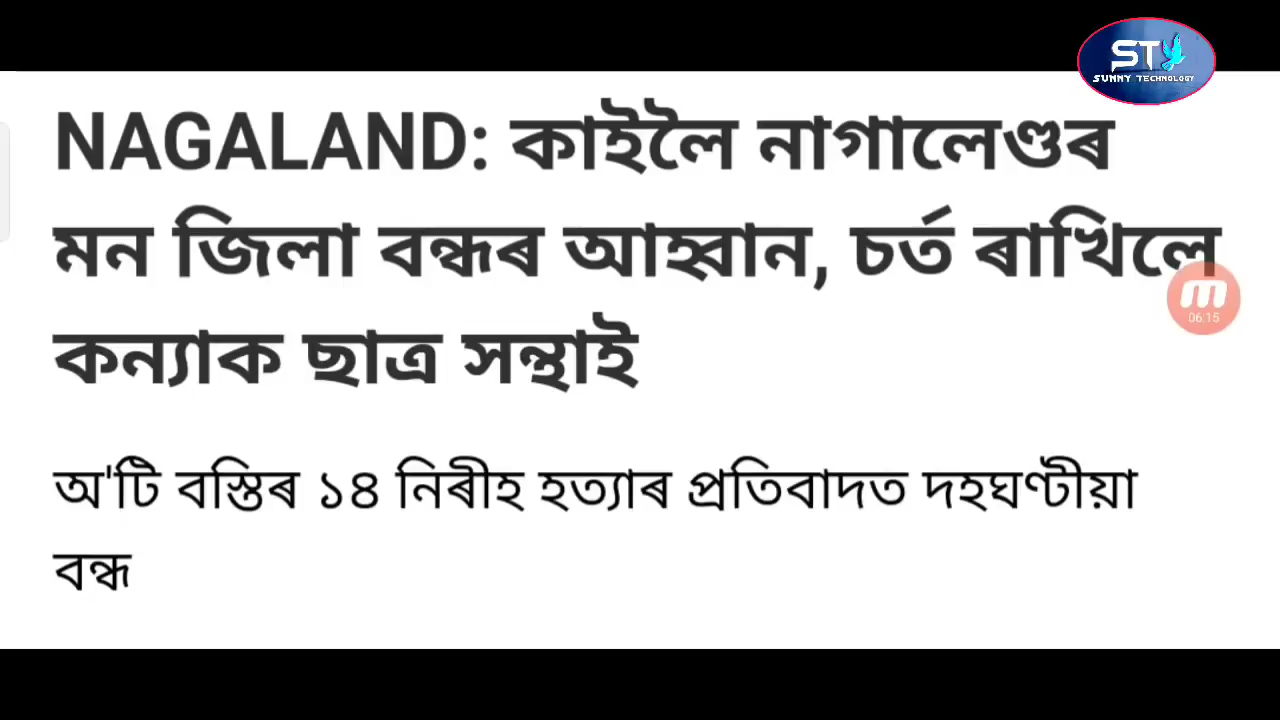 ST
SUNNY TECHNOLOGY
NAGALAND: কাইলৈ নাগালেণ্ডৰ
মন জিলা বন্ধৰ আহ্বান, চৰ্ত ৰাখিলে
m
06:15
কন্যাক ছাত্ৰ সন্থাই
অ'টি বস্তিৰ ১৪ নিৰীহ হত্যাৰ প্ৰতিবাদত দহঘণ্টীয়া
বন্ধ